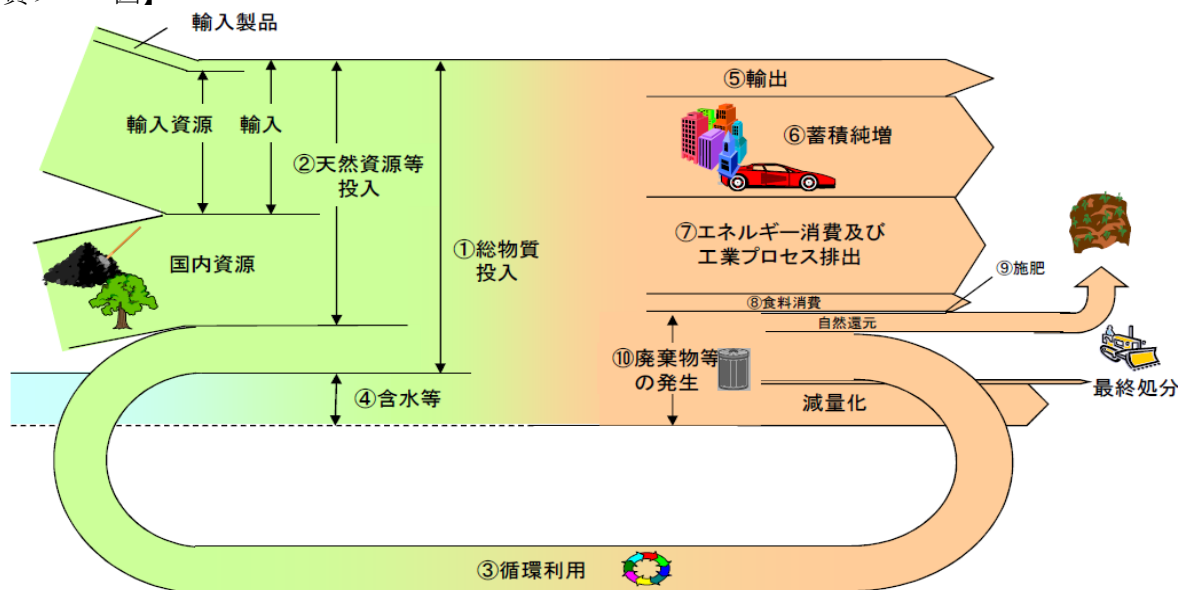 輸入製品
輸入資源
輸入
②天然資源等
投入
①総物質
投入
国内資源
④含水等
⑤輸出
⑥蓄積純増
⑦エネルギー消費及び
工業プロセス排出
⑧食料消費
⑨施肥
自然還元
⑩廃棄物等
の発生
減量化
最終処分
③循環利用